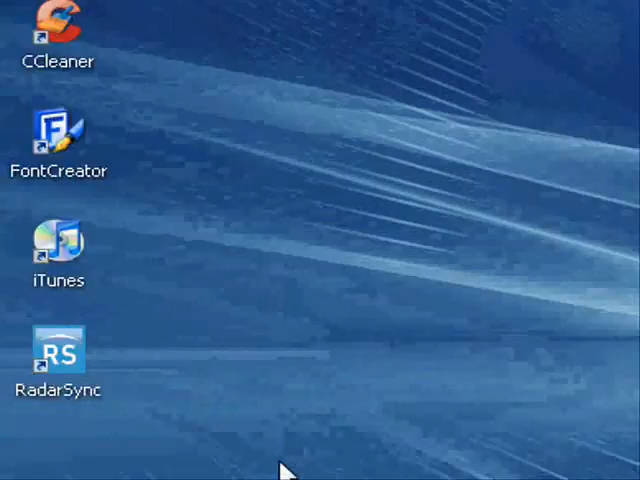 CCleaner
F
FontCreator
iTunes
RS
RadarSync